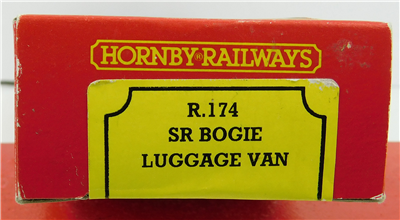 HORNBY RAILWAYS
R.174
SR BOGIE
LUGGAGE VAN